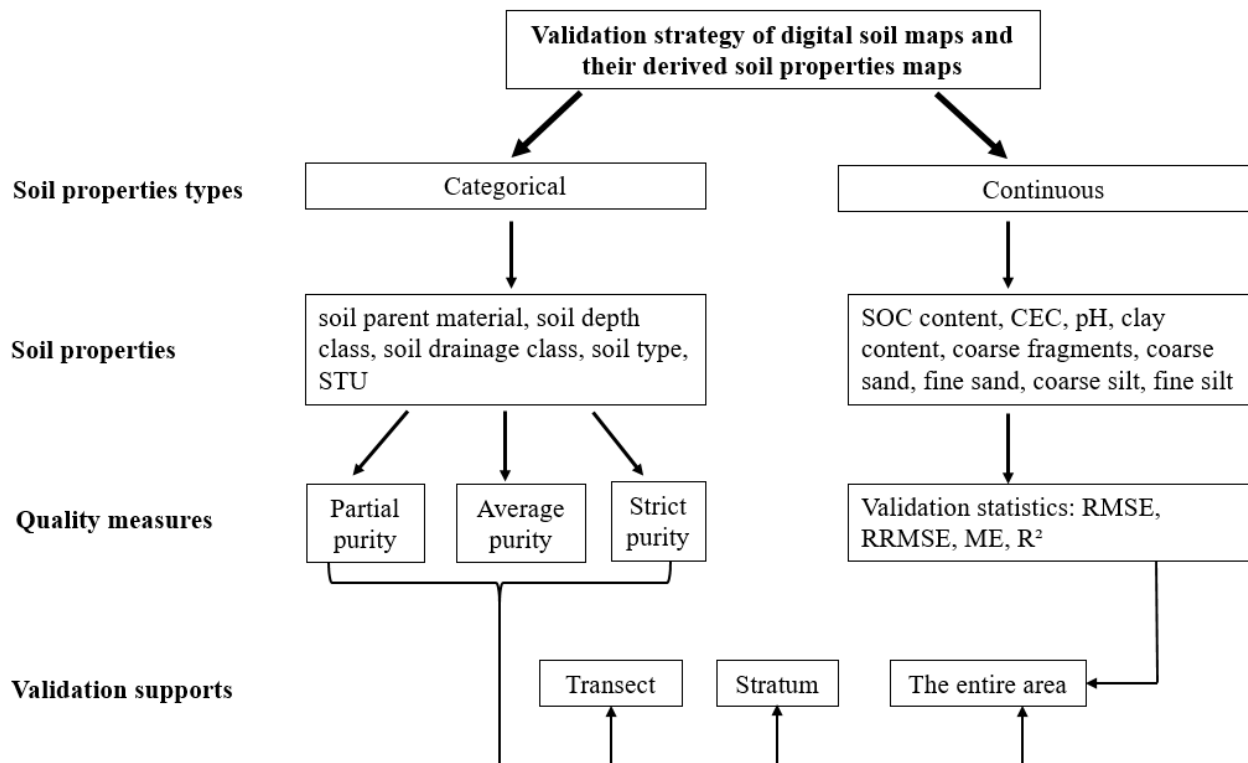 Validation strategy of digital soil maps and
their derived soil properties maps
Soil properties types
Categorical
Continuous
Soil properties
soil parent material, soil depth
class, soil drainage class, soil type,
STU
SOC content, CEC, pH, clay
content, coarse fragments, coarse
sand, fine sand, coarse silt, fine silt
Quality measures
Partial
purity
Average
purity
Strict
purity
Validation statistics: RMSE,
RRMSE, ME, R²
Validation supports
Transect
Stratum
The entire area